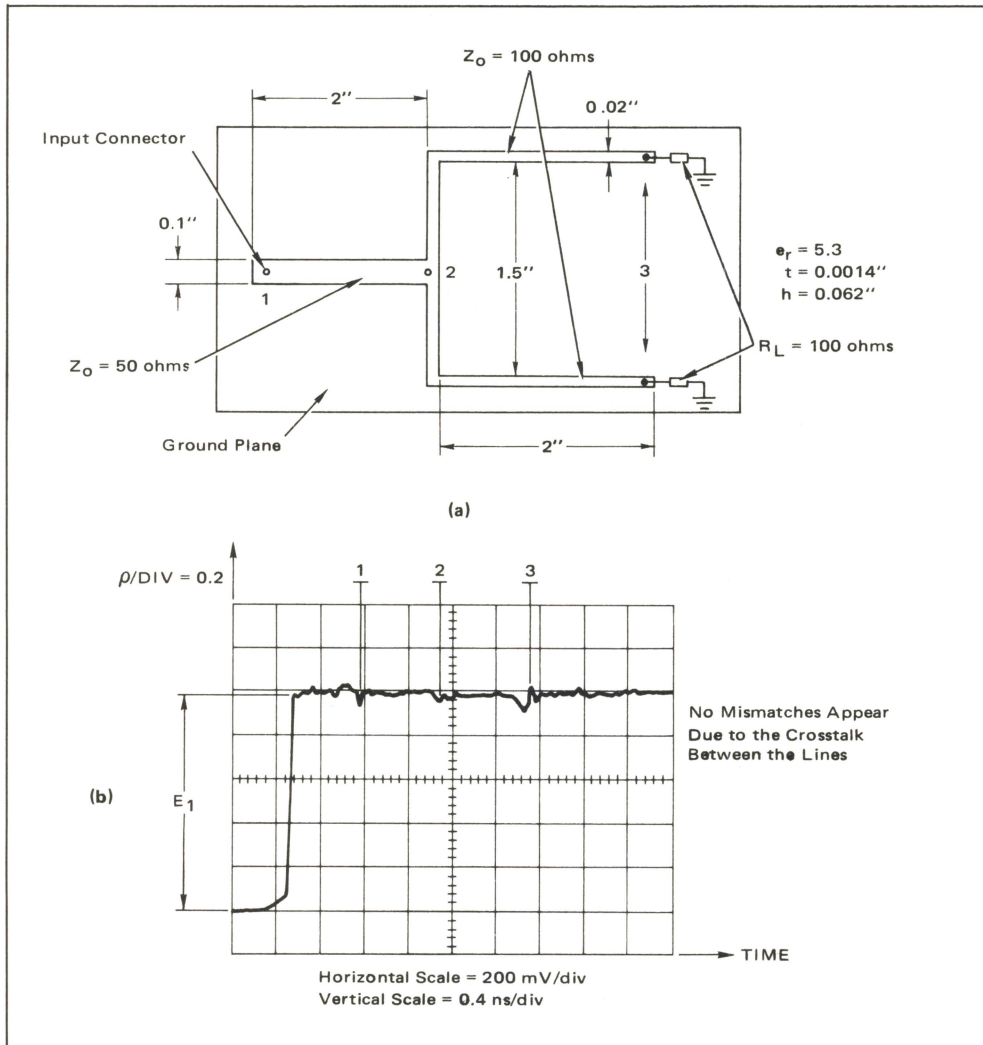 Zo = 100 ohms
2"
0.02"
Input Connector
0.1"
1
2
1.5"
3
er = 5.3
t = 0.0014"
h = 0.062"
Zo = 50 ohms
RL = 100 ohms
Ground Plane
2"
(a)
ρ/DIV = 0.2
1
2
3
No Mismatches Appear
Due to the Crosstalk
Between the Lines
(b)
E1
TIME
Horizontal Scale = 200 mV/div
Vertical Scale = 0.4 ns/div